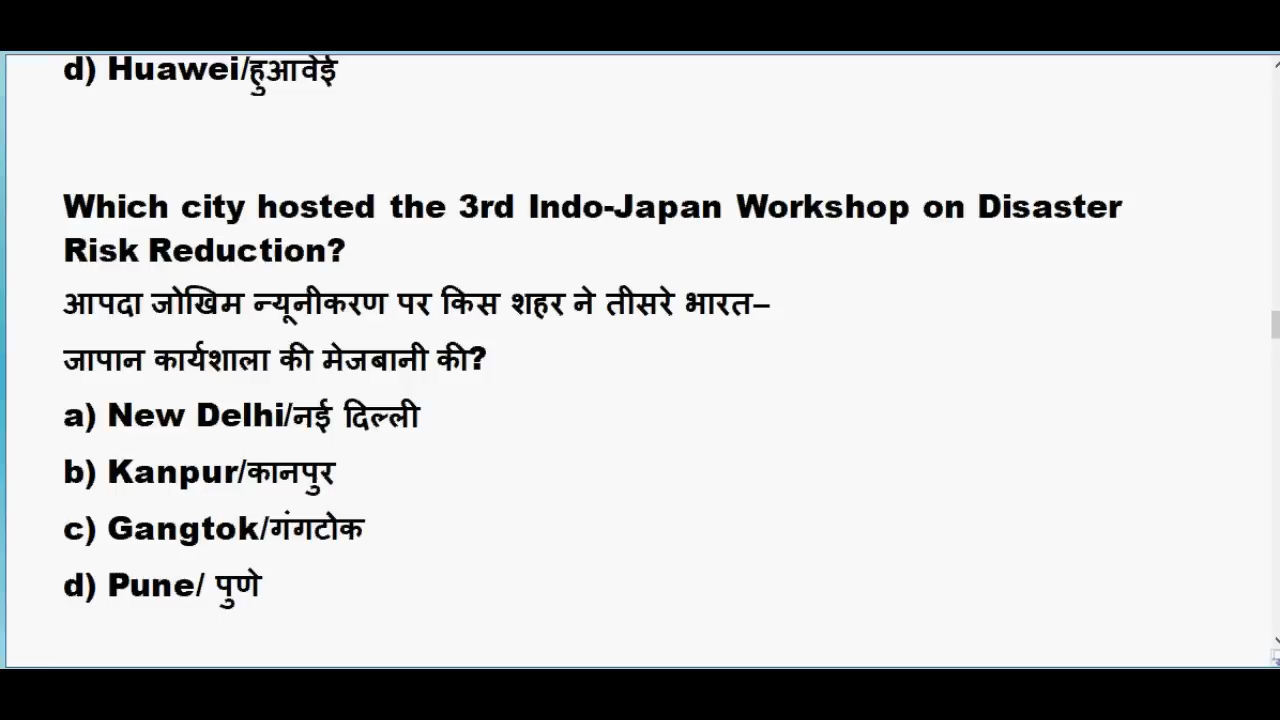 d) Huawei/हुआवेई
Which city hosted the 3rd Indo-Japan Workshop on Disaster
Risk Reduction?
आपदा जोखिम न्यूनीकरण पर किस शहर ने तीसरे भारत–
जापान कार्यशाला की मेजबानी की?
a) New Delhi/नई दिल्ली
b) Kanpur/कानपुर
c) Gangtok/गंगटोक
d) Pune/ पुणे